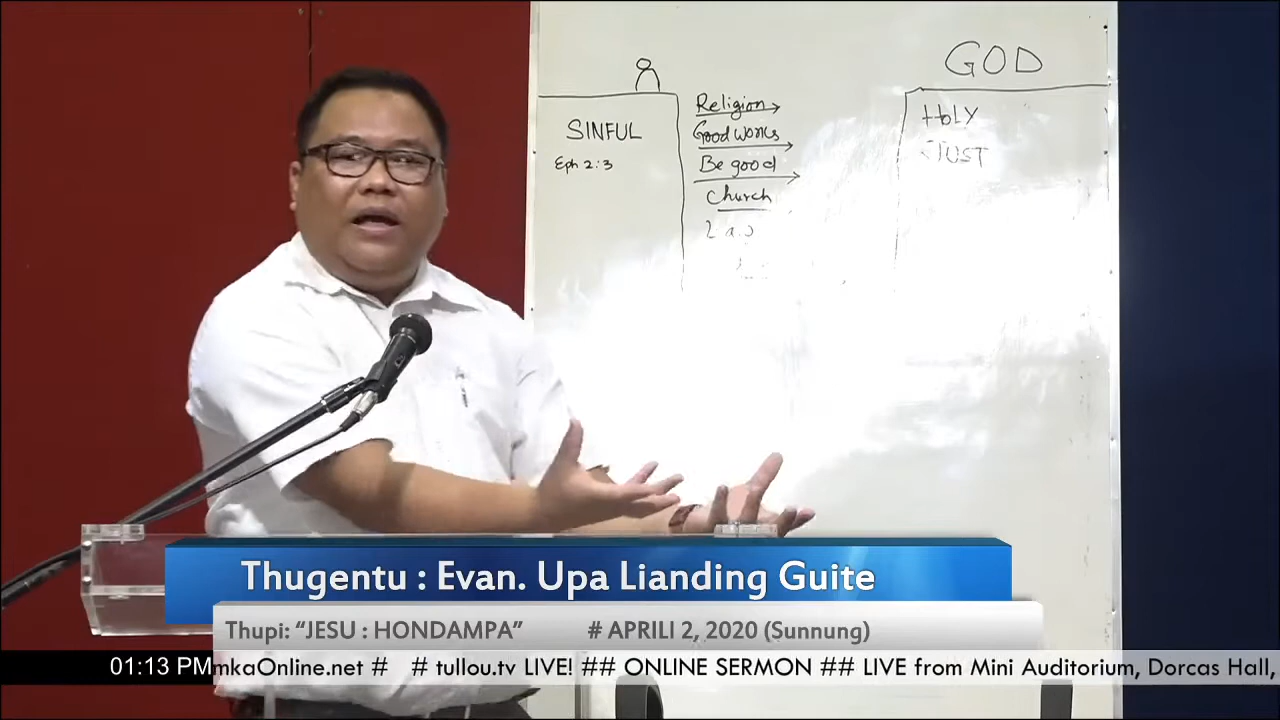 GOD
SINFUL
Eph 2:3
Religion
Good works
Be good
Church
HOLY
JUST
Thugentu : Evan. Upa Lianding Guite
Thupi: “JESU : HONDAMPA” # APRILI 2, 2020 (Sunnung)
01:13 PM mkaOnline.net # # tullou.tv LIVE! ## ONLINE SERMON ## LIVE from Mini Auditorium, Dorcas Hall,